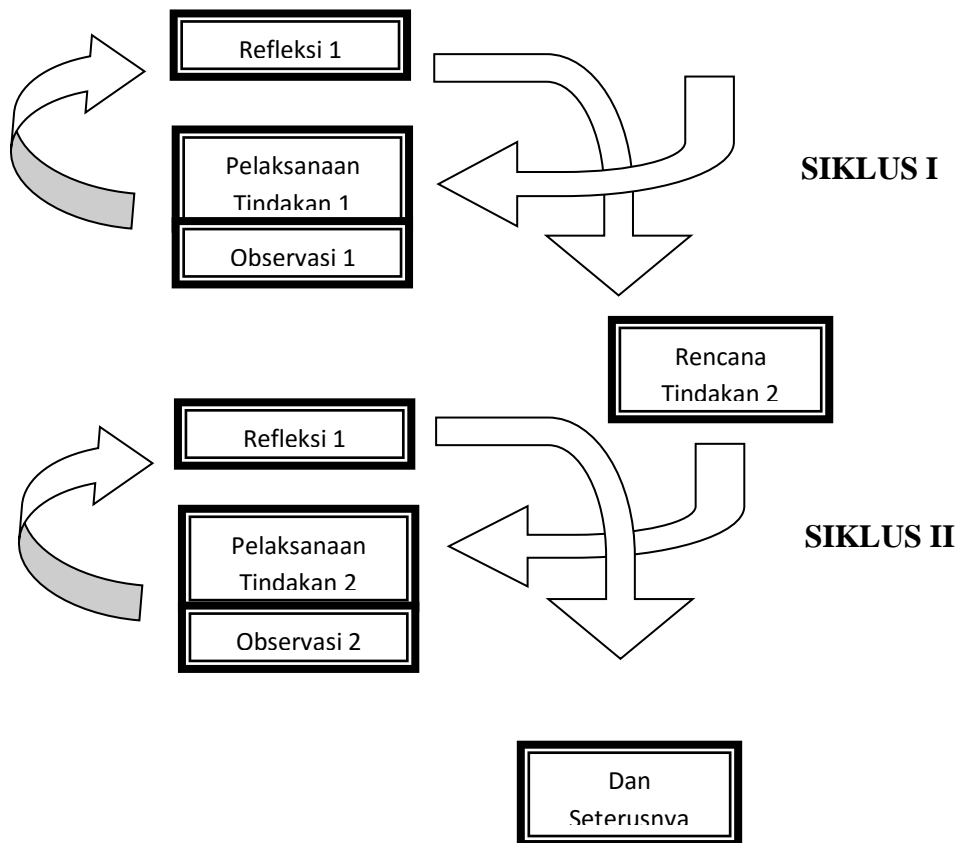 Refleksi 1
Pelaksanaan
Tindakan 1
Observasi 1
SIKLUS I
Rencana
Tindakan 2
Refleksi 1
Pelaksanaan
Tindakan 2
Observasi 2
SIKLUS II
Dan
Seterusnya